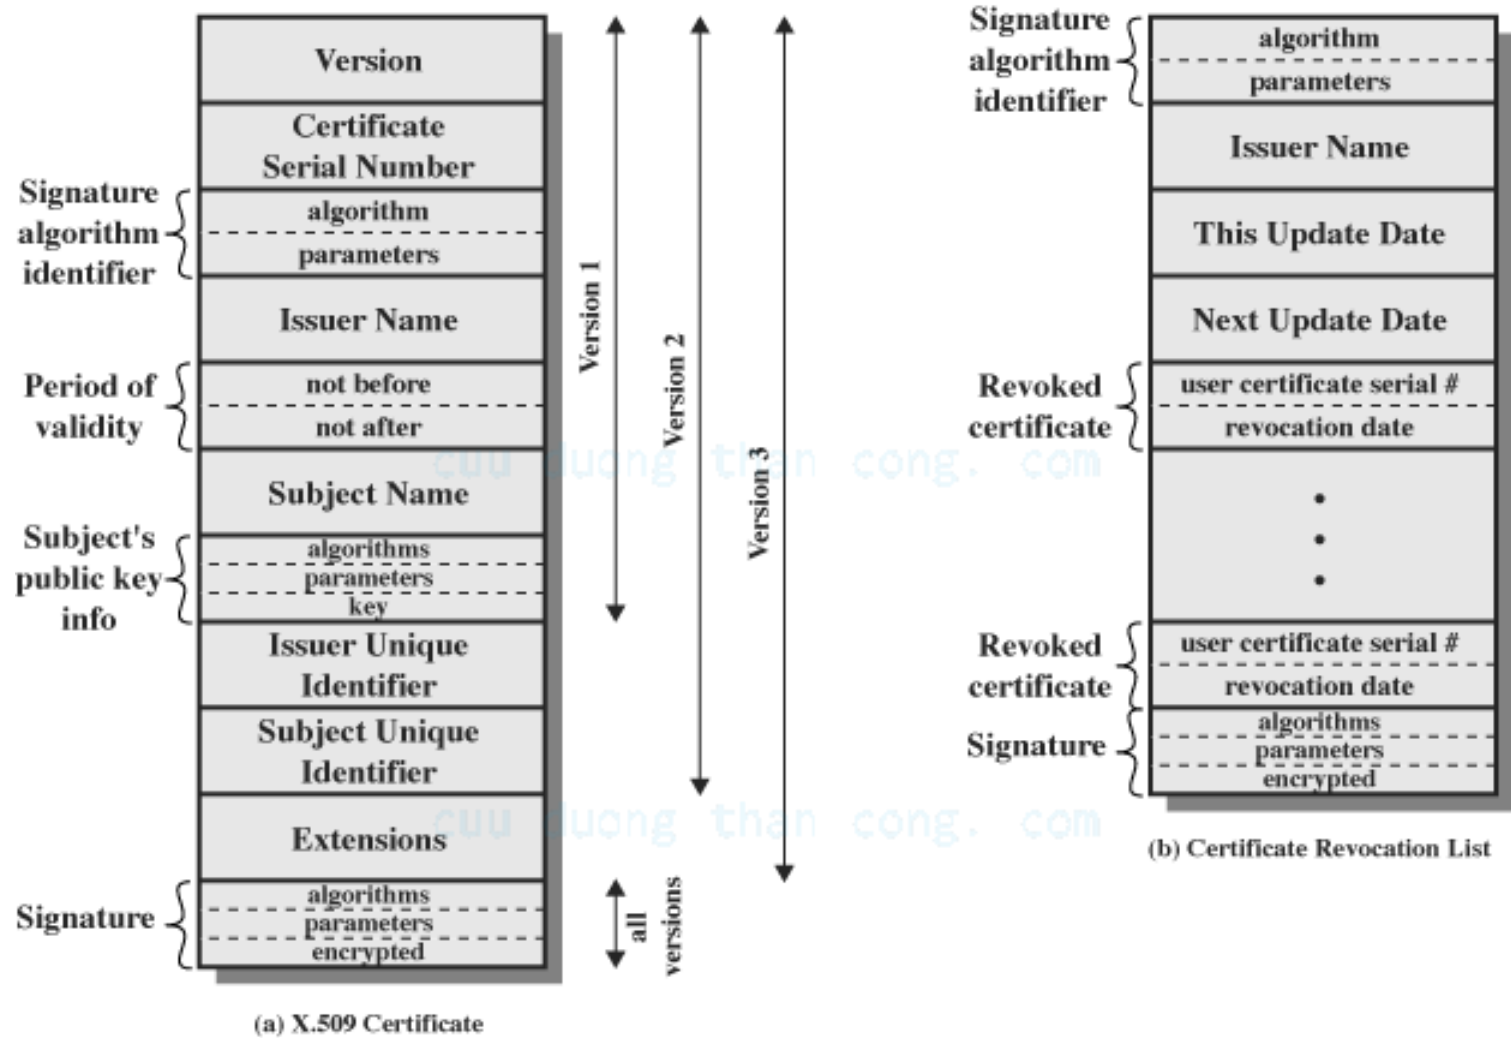 Version
Certificate
Serial Number
Signature
algorithm
identifier
algorithm
parameters
Issuer Name
Period of
validity
not before
not after
Subject Name
Subject's
public key
info
algorithms
parameters
key
Issuer Unique
Identifier
Subject Unique
Identifier
Extensions
Signature
algorithms
parameters
encrypted
Version 1
Version 2
Version 3
all
versions
(a) X.509 Certificate
Signature
algorithm
identifier
algorithm
parameters
Issuer Name
This Update Date
Next Update Date
Revoked
certificate
user certificate serial #
revocation date
Revoked
certificate
user certificate serial #
revocation date
Signature
algorithms
parameters
encrypted
(b) Certificate Revocation List
cuu duong than cong. com
cuu duong than cong. com